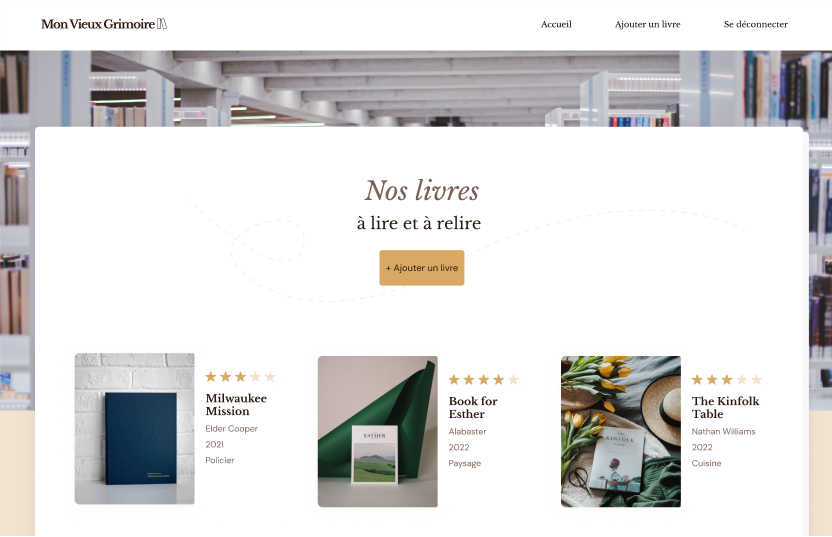 Mon Vieux Grimoire
Accueil
Ajouter un livre
Se déconnecter
Nos livres
à lire et à relire
+ Ajouter un livre
Milwaukee
Mission
Elder Cooper
2021
Policier
ESTHER
Book for
Esther
Alabaster
2022
Paysage
KINFOLK
TABLE
The Kinfolk
Table
Nathan Williams
2022
Cuisine